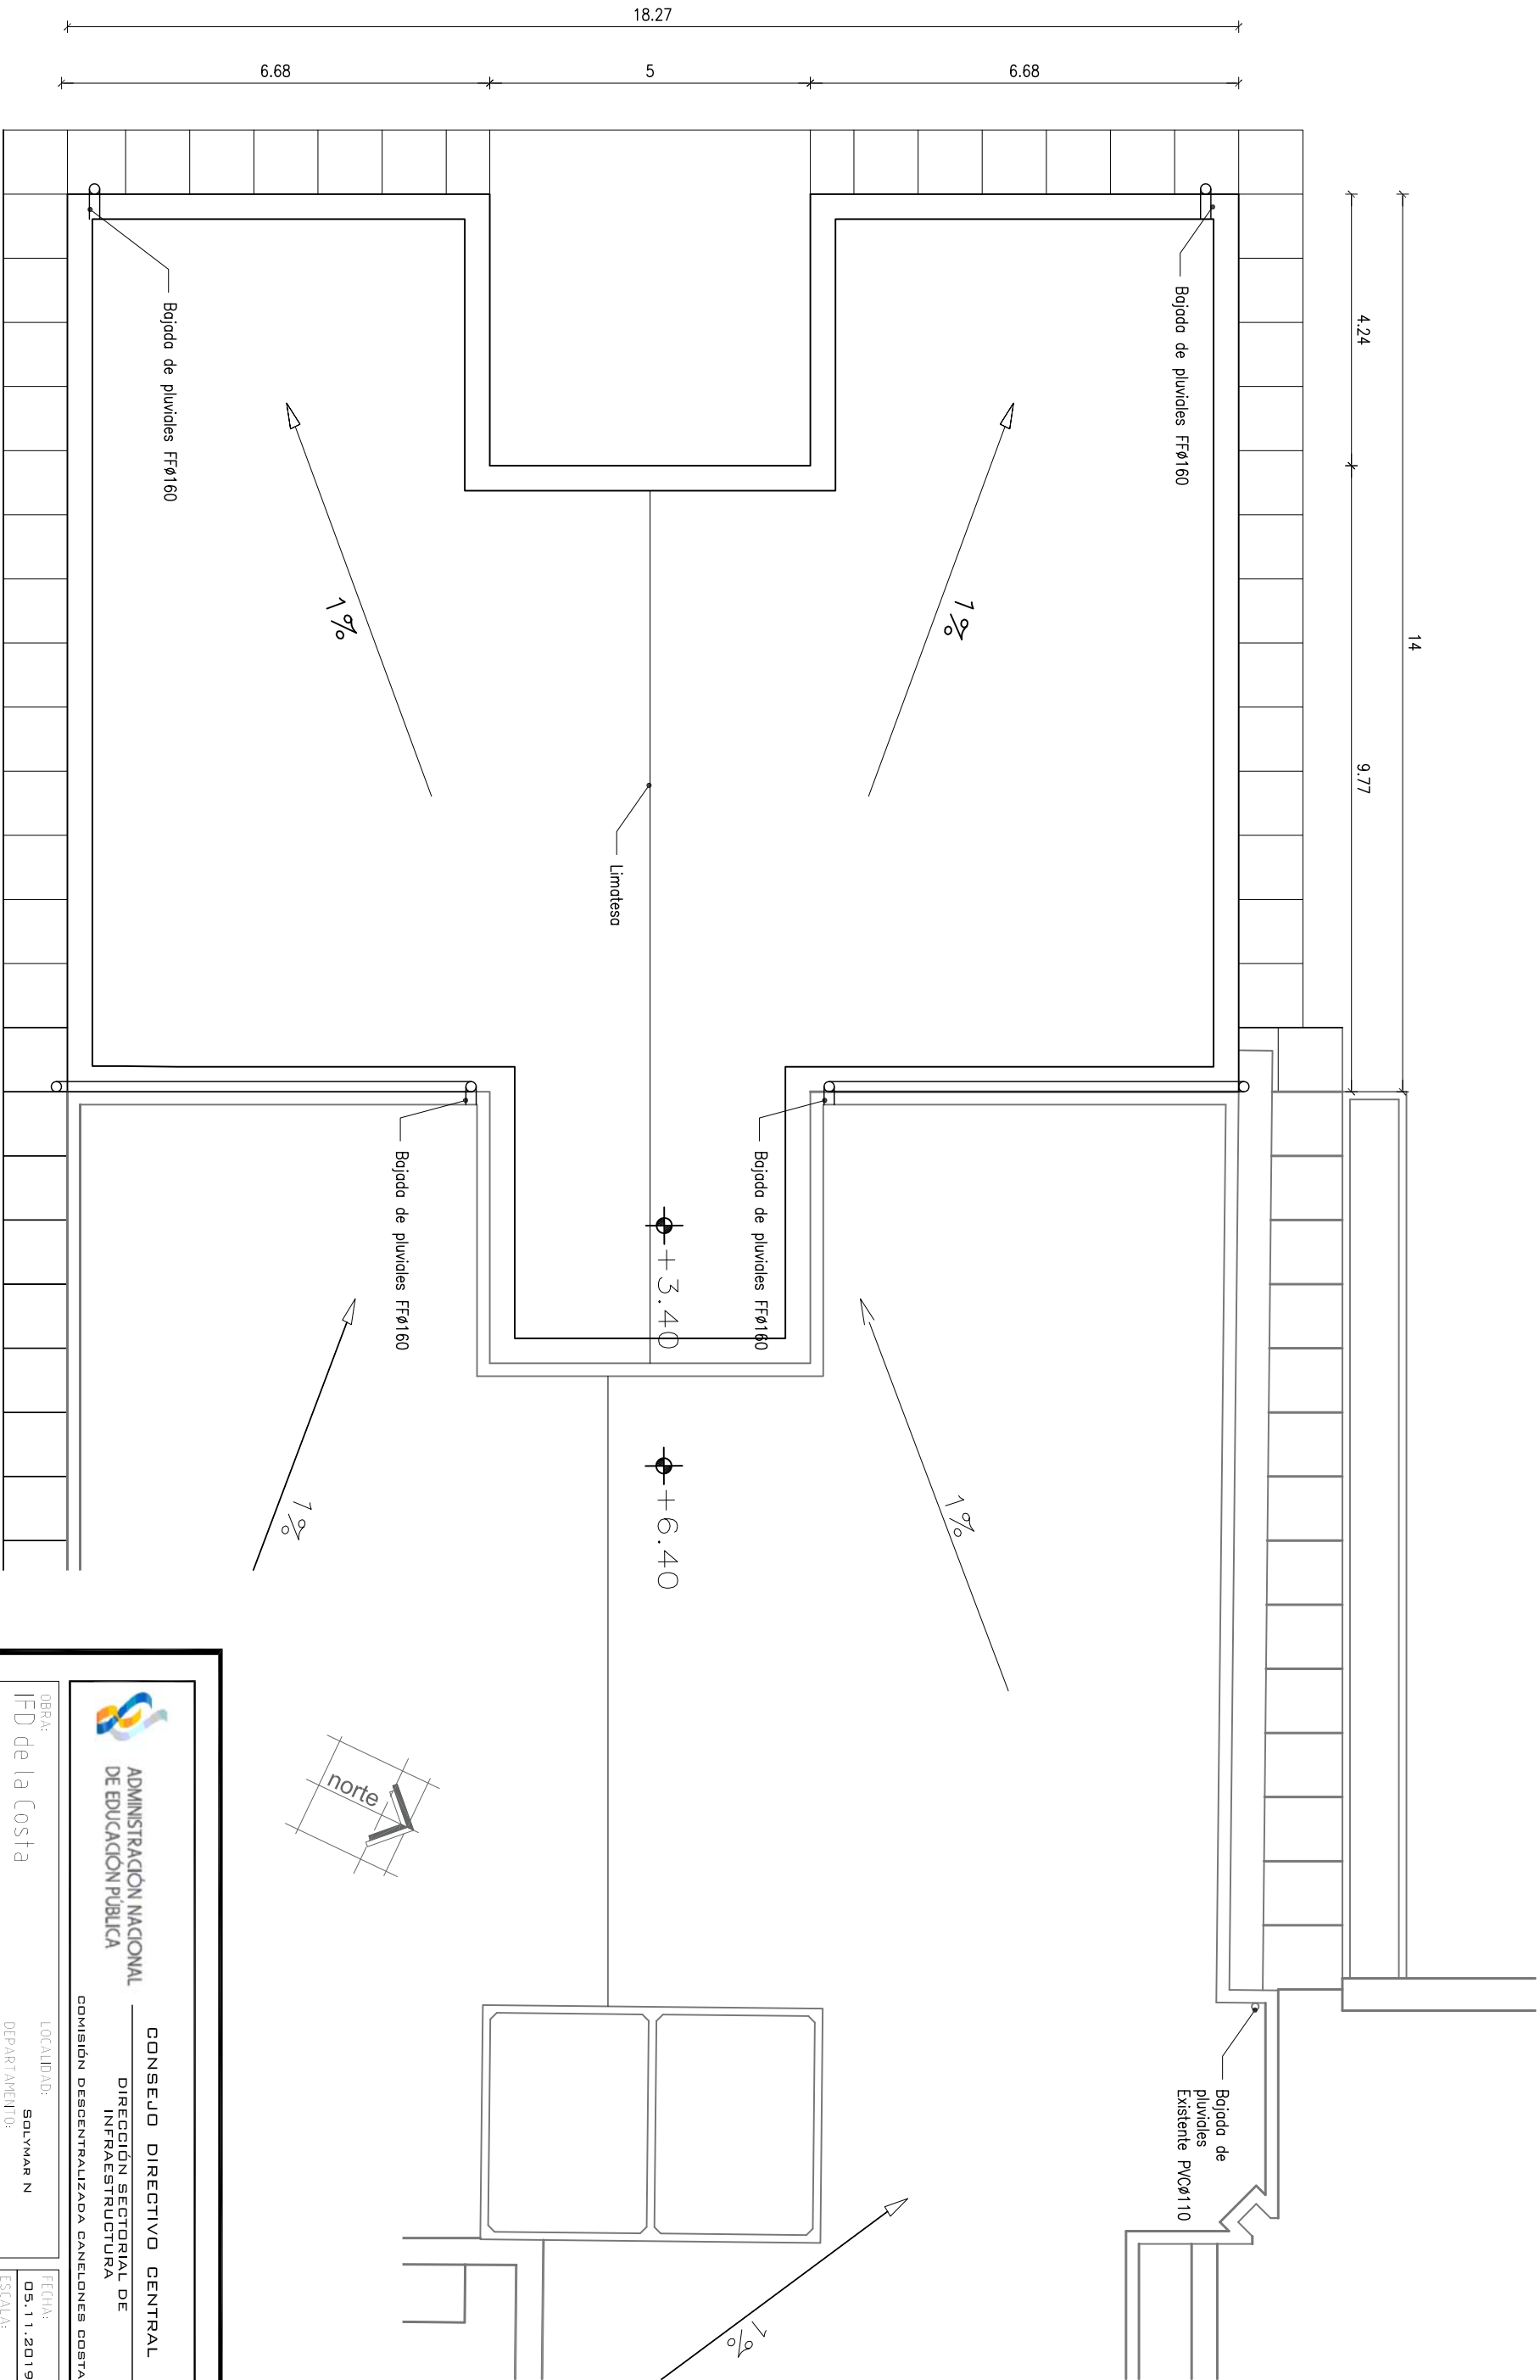 18.27
6.68
5
6.68
4.24
14
9.77
Bajada de pluviales FFø160
Bajada de pluviales FFø160
1%
1%
Limatesa
Bajada de pluviales FFø160
Bajada de pluviales FFø160
+3.40
+6.40
1%
1%
norte
Bajada de
pluviales
Existente PVCø110
1%
ADMINISTRACIÓN NACIONAL
DE EDUCACIÓN PÚBLICA
CONSEJO DIRECTIVO CENTRAL
DIRECCIÓN SECTORIAL DE
INFRAESTRUCTURA
COMISIÓN DESCENTRALIZADA CANELONES COSTA
OBRA:
IFD de la Costa
LOCALIDAD:
SOLYMAR N
DEPARTAMENTO:
FECHA:
05.11.2019
ESCALA: